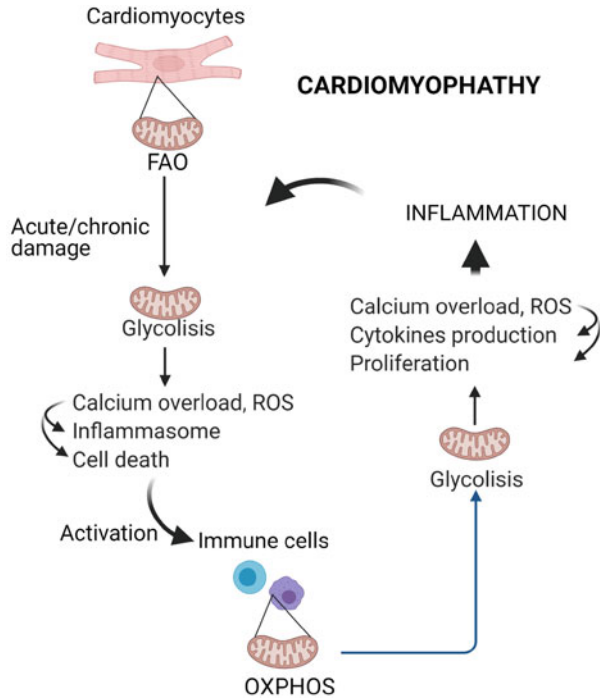 Cardiomyocytes
CARDIOMYOPHATHY
FAO
Acute/chronic
damage
Glycolisis
Calcium overload, ROS
Inflammasome
Cell death
Activation
Immune cells
OXPHOS
Glycolisis
Calcium overload, ROS
Cytokines production
Proliferation
INFLAMMATION